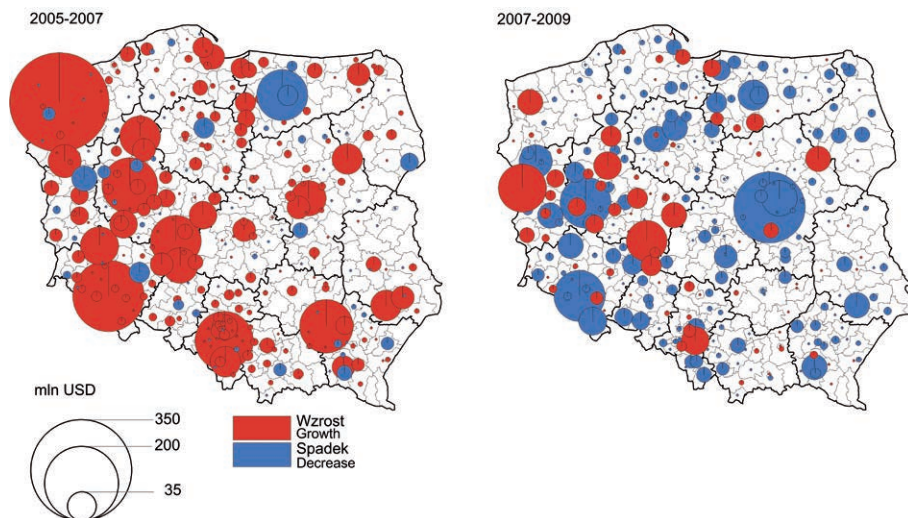 2005-2007
2007-2009
mln USD
350
200
35
Wzrost
Growth
Spadek
Decrease